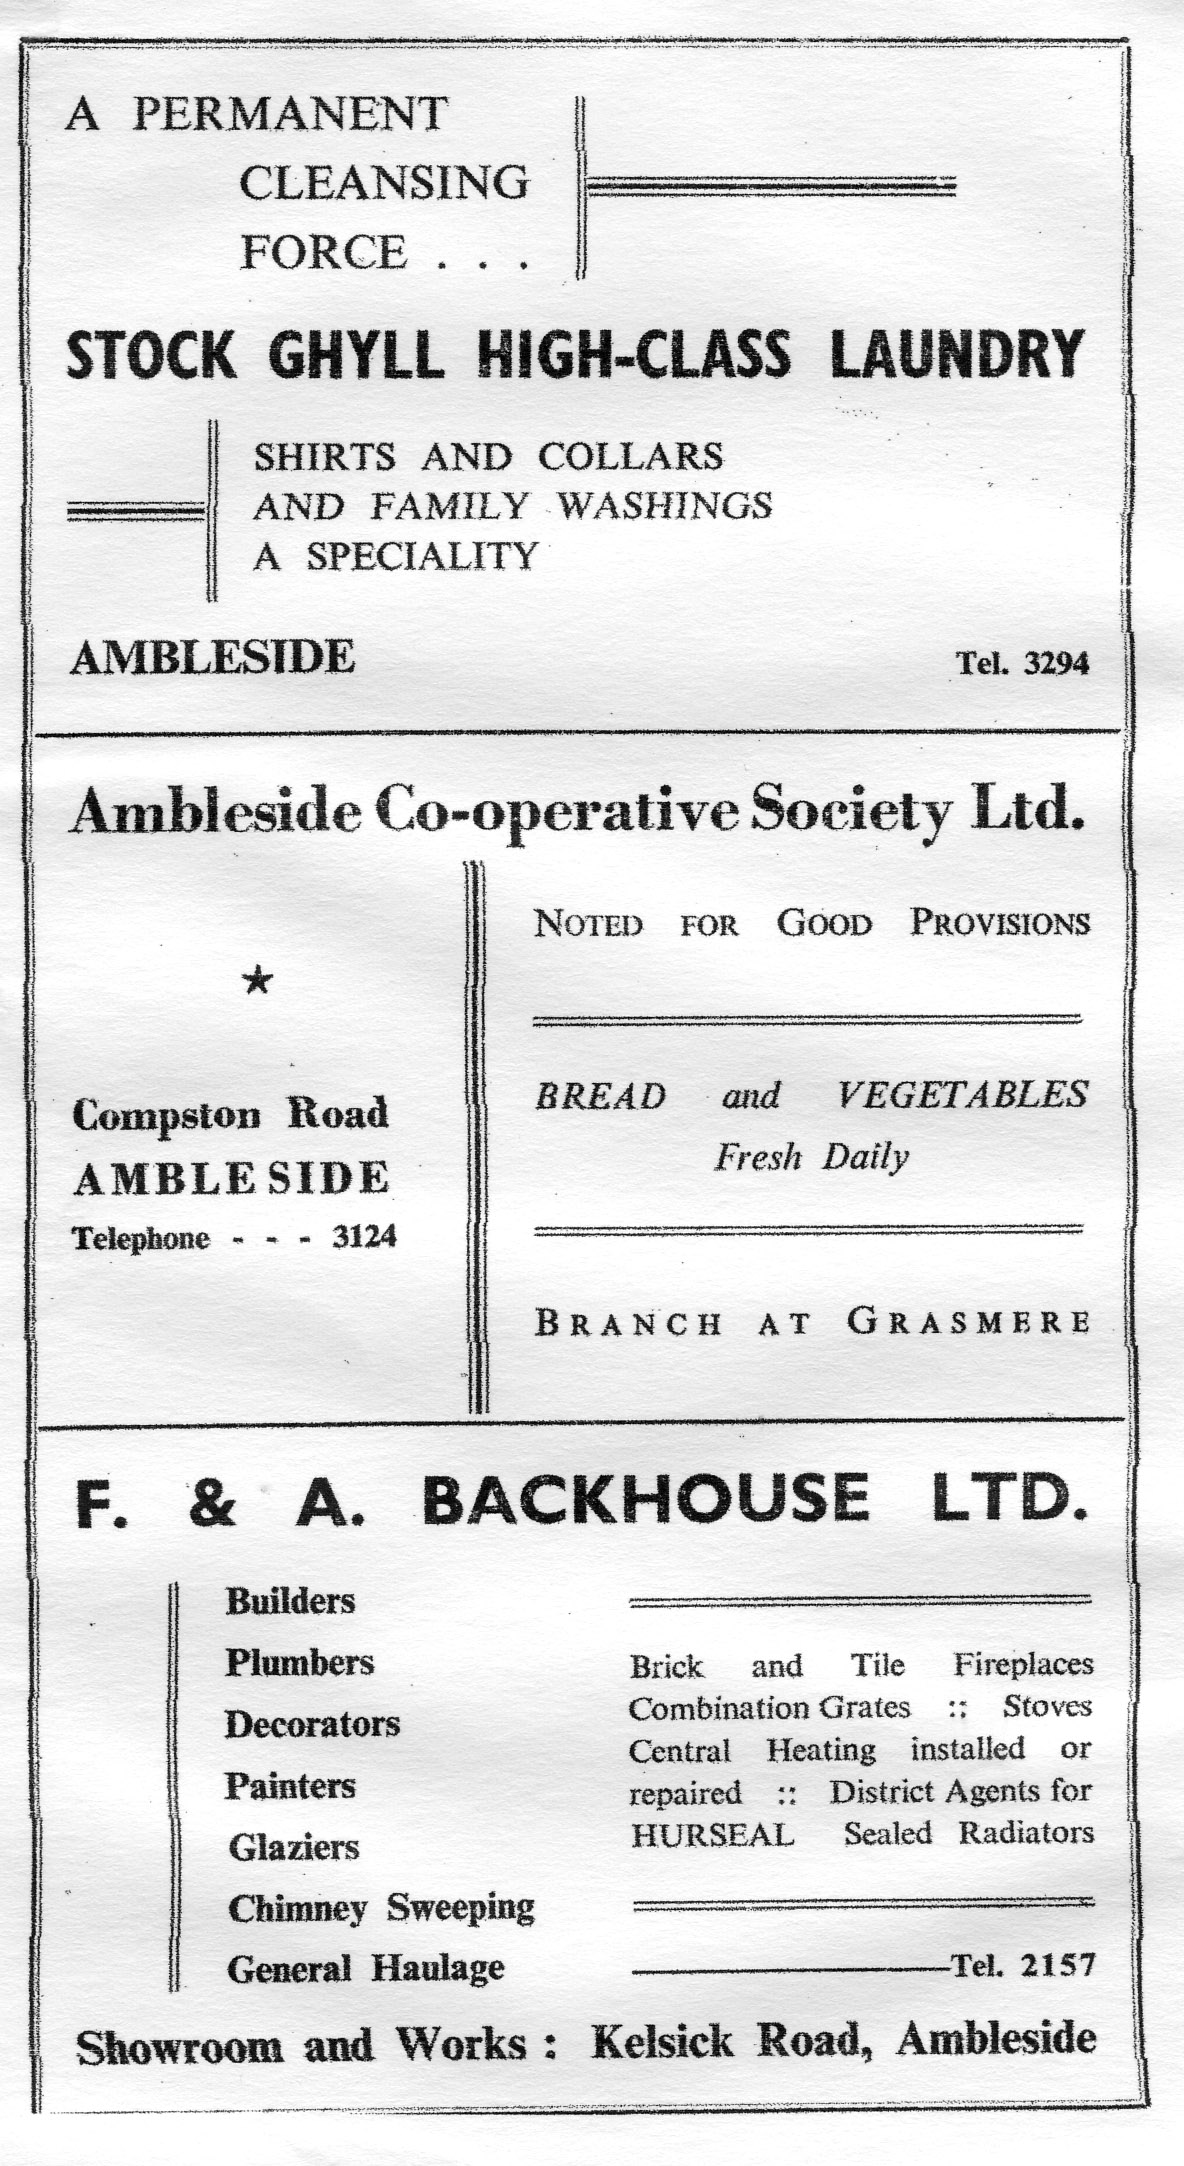 A PERMANENT
CLEANSING
FORCE . . .
STOCK GHYLL HIGH-CLASS LAUNDRY
SHIRTS AND COLLARS
AND FAMILY WASHINGS
A SPECIALITY
AMBLESIDE Tel. 3294
Ambleside Co-operative Society Ltd.
★
Compston Road
AMBLESIDE
Telephone - - - 3124
NOTED FOR GOOD PROVISIONS
BREAD and VEGETABLES
Fresh Daily
BRANCH AT GRASMERE
F. & A. BACKHOUSE LTD.
Builders
Plumbers
Decorators
Painters
Glaziers
Chimney Sweeping
General Haulage
Brick and Tile Fireplaces
Combination Grates :: Stoves
Central Heating installed or
repaired :: District Agents for
HURSEAL Sealed Radiators
Tel. 2157
Showroom and Works : Kelsick Road, Ambleside